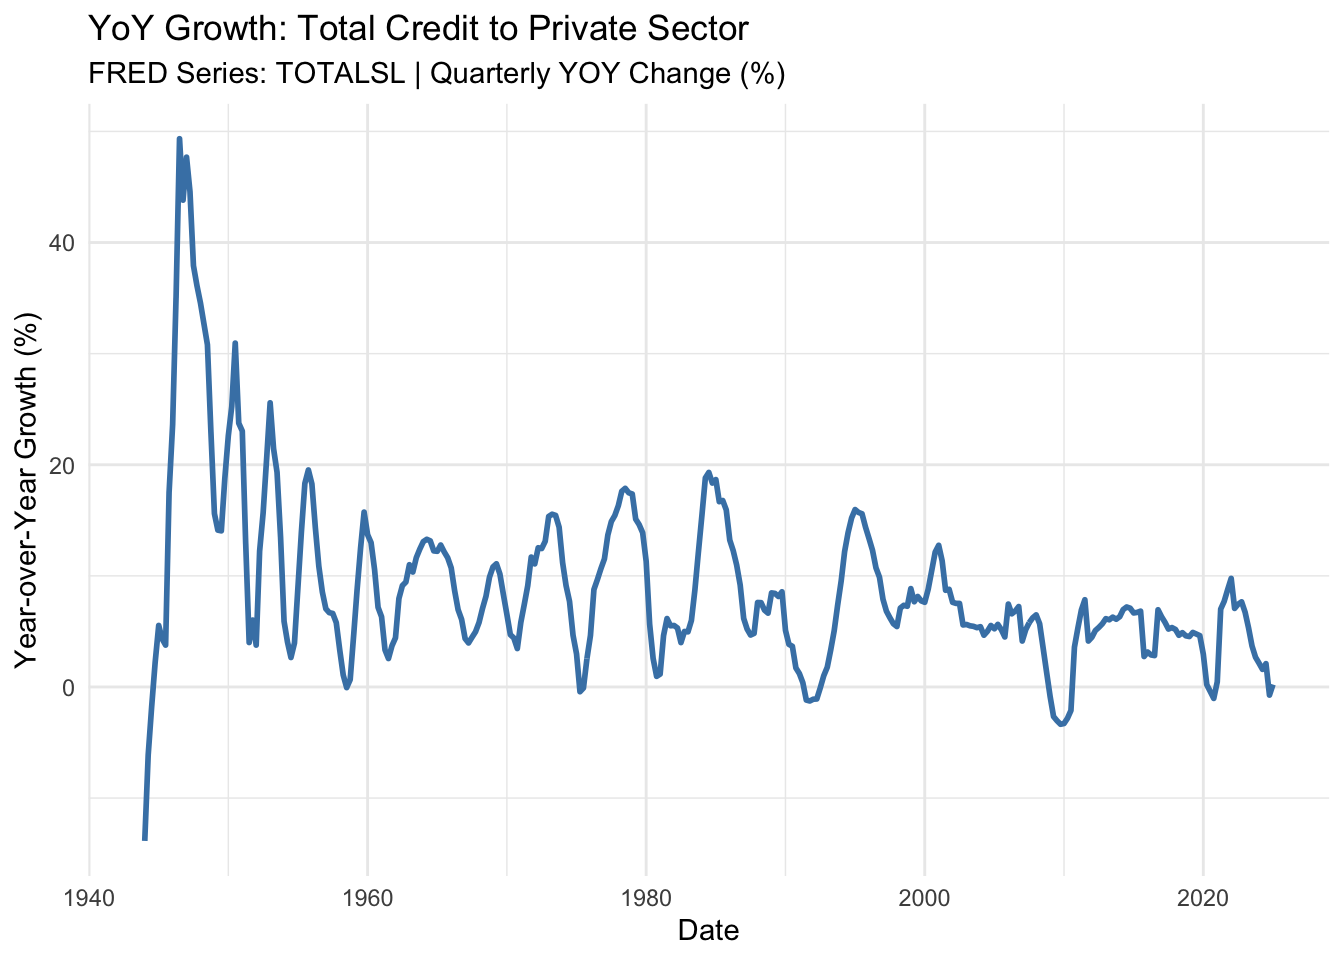 YoY Growth: Total Credit to Private Sector
FRED Series: TOTALSL | Quarterly YOY Change (%)
Year-over-Year Growth (%)
40
20
0
1940
1960
1980
2000
2020
Date